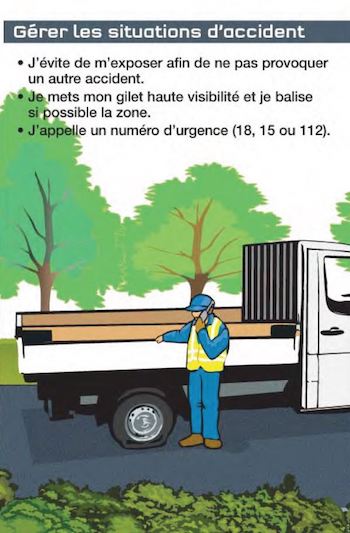 Gérer les situations d'accident
• J'évite de m'exposer afin de ne pas provoquer
un autre accident.
• Je mets mon gilet haute visibilité et je balise
si possible la zone.
• J'appelle un numéro d'urgence (18, 15 ou 112).